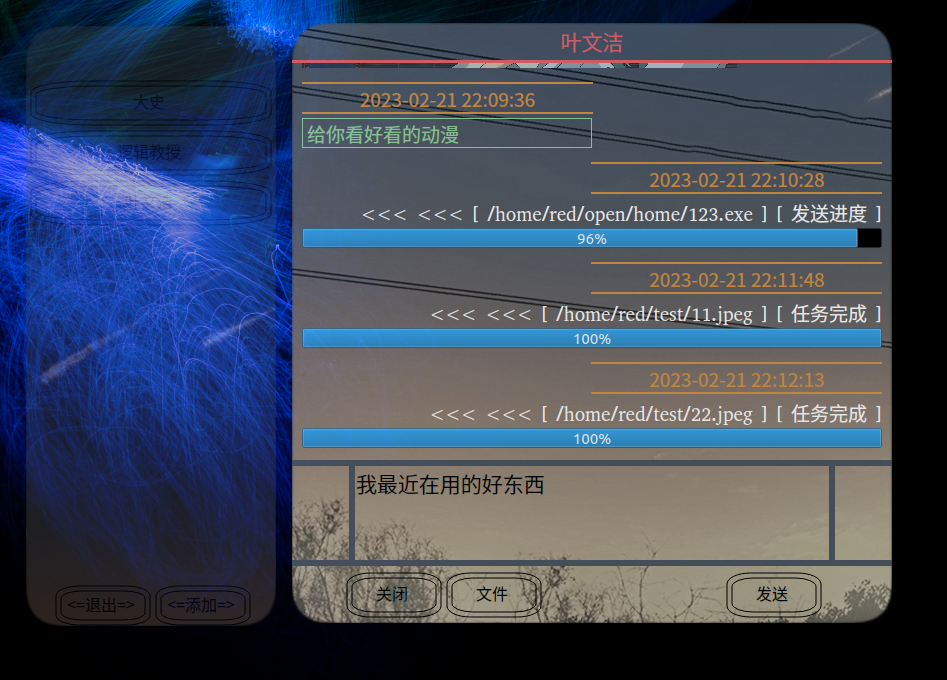 大史
逻辑教授
<=退出=>
<=添加=>
叶文洁
2023-02-21 22:09:36
给你看好看的动漫
2023-02-21 22:10:28
<<< <<< [ /home/red/open/home/123.exe ] [ 发送进度 ]
96%
2023-02-21 22:11:48
<<< <<< [ /home/red/test/11.jpeg ] [ 任务完成 ]
100%
2023-02-21 22:12:13
<<< <<< [ /home/red/test/22.jpeg ] [ 任务完成 ]
100%
我最近在用的好东西
关闭
文件
发送